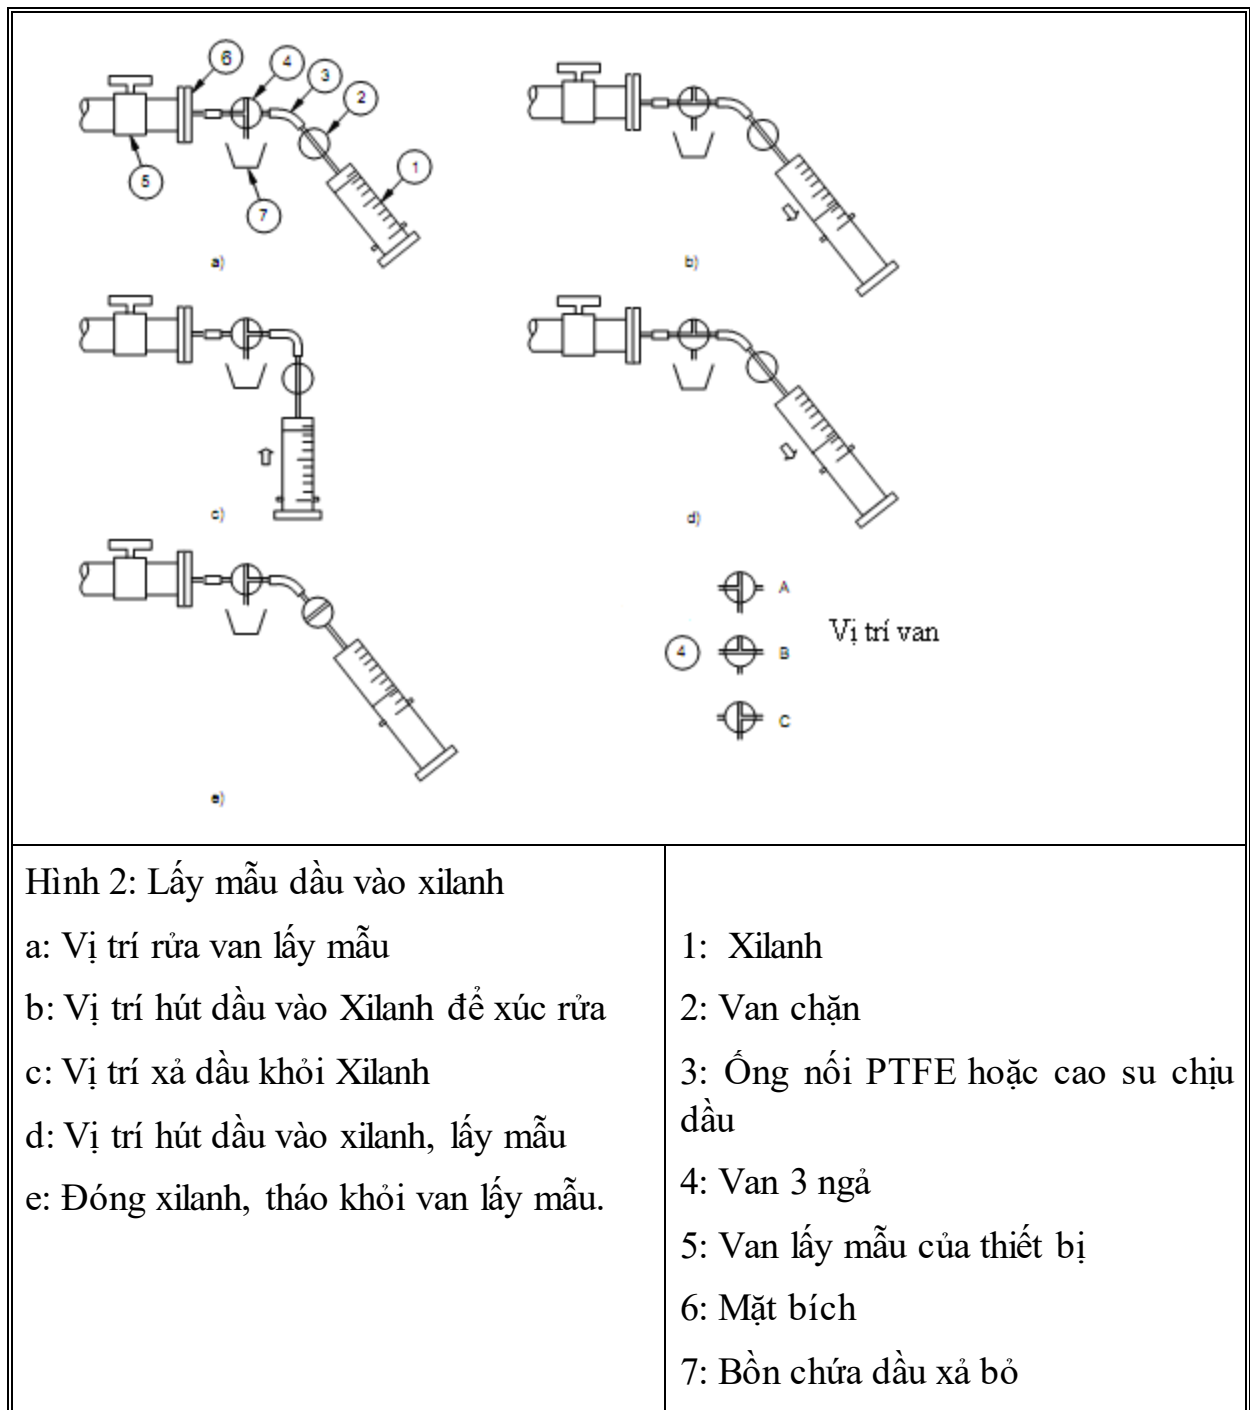 6
4
3
2
1
5
7
a)
b)
c)
d)
A
Vị trí van
4
B
C
e)
Hình 2: Lấy mẫu dầu vào xilanh
a: Vị trí rửa van lấy mẫu
b: Vị trí hút dầu vào Xilanh để xúc rửa
c: Vị trí xả dầu khỏi Xilanh
d: Vị trí hút dầu vào xilanh, lấy mẫu
e: Đóng xilanh, tháo khỏi van lấy mẫu.
1: Xilanh
2: Van chặn
3: Ống nối PTFE hoặc cao su chịu
dầu
4: Van 3 ngả
5: Van lấy mẫu của thiết bị
6: Mặt bích
7: Bồn chứa dầu xả bỏ